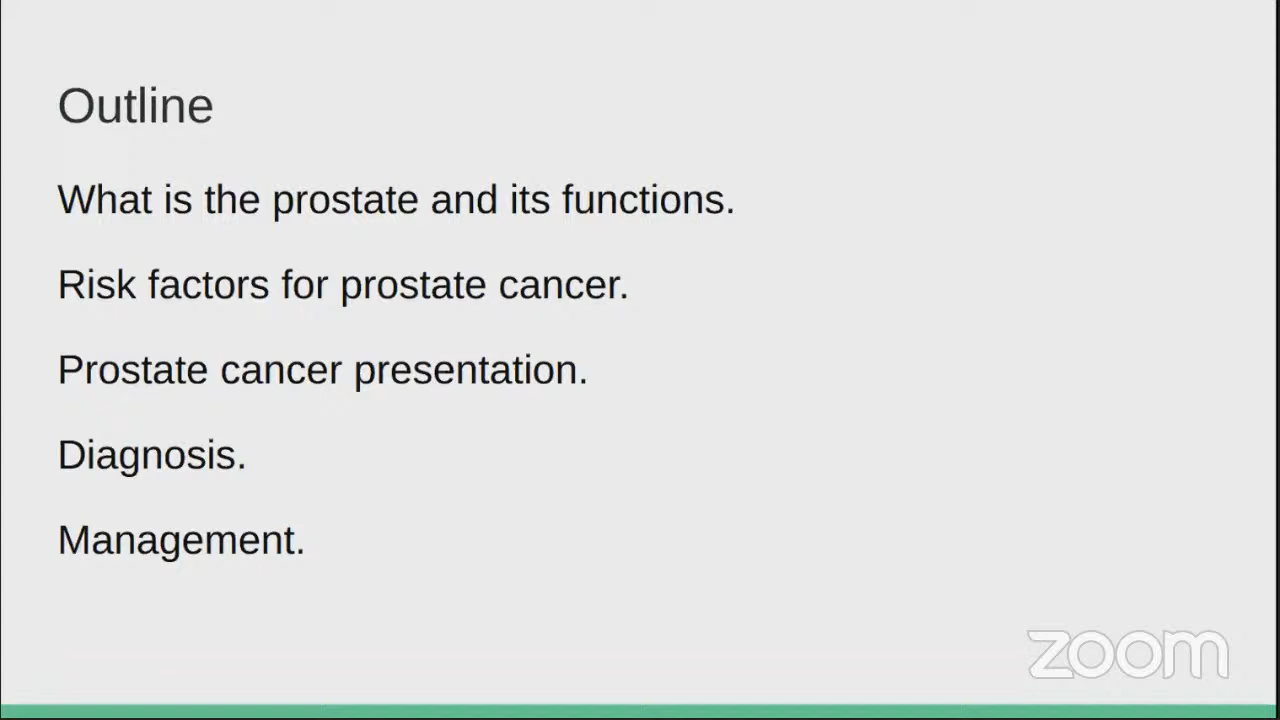 Outline
What is the prostate and its functions.
Risk factors for prostate cancer.
Prostate cancer presentation.
Diagnosis.
Management.
zoom